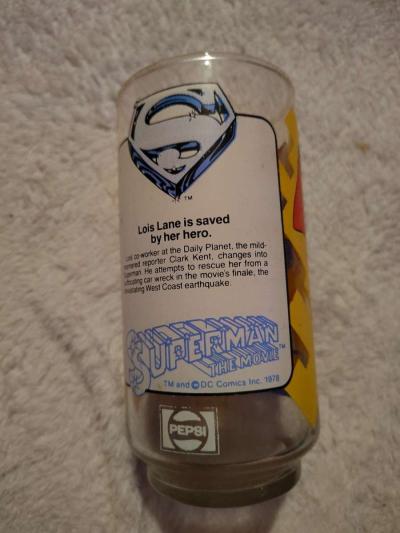 TM
Lois Lane is saved
by her hero.
co-worker at the Daily Planet, the mild-
reporter Clark Kent, changes into
He attempts to rescue her from a
car wreck in the movie's finale, the
West Coast earthquake.
SUPERMAN
THE MOVIE™
TM and © DC Comics Inc. 1978
PEPSI